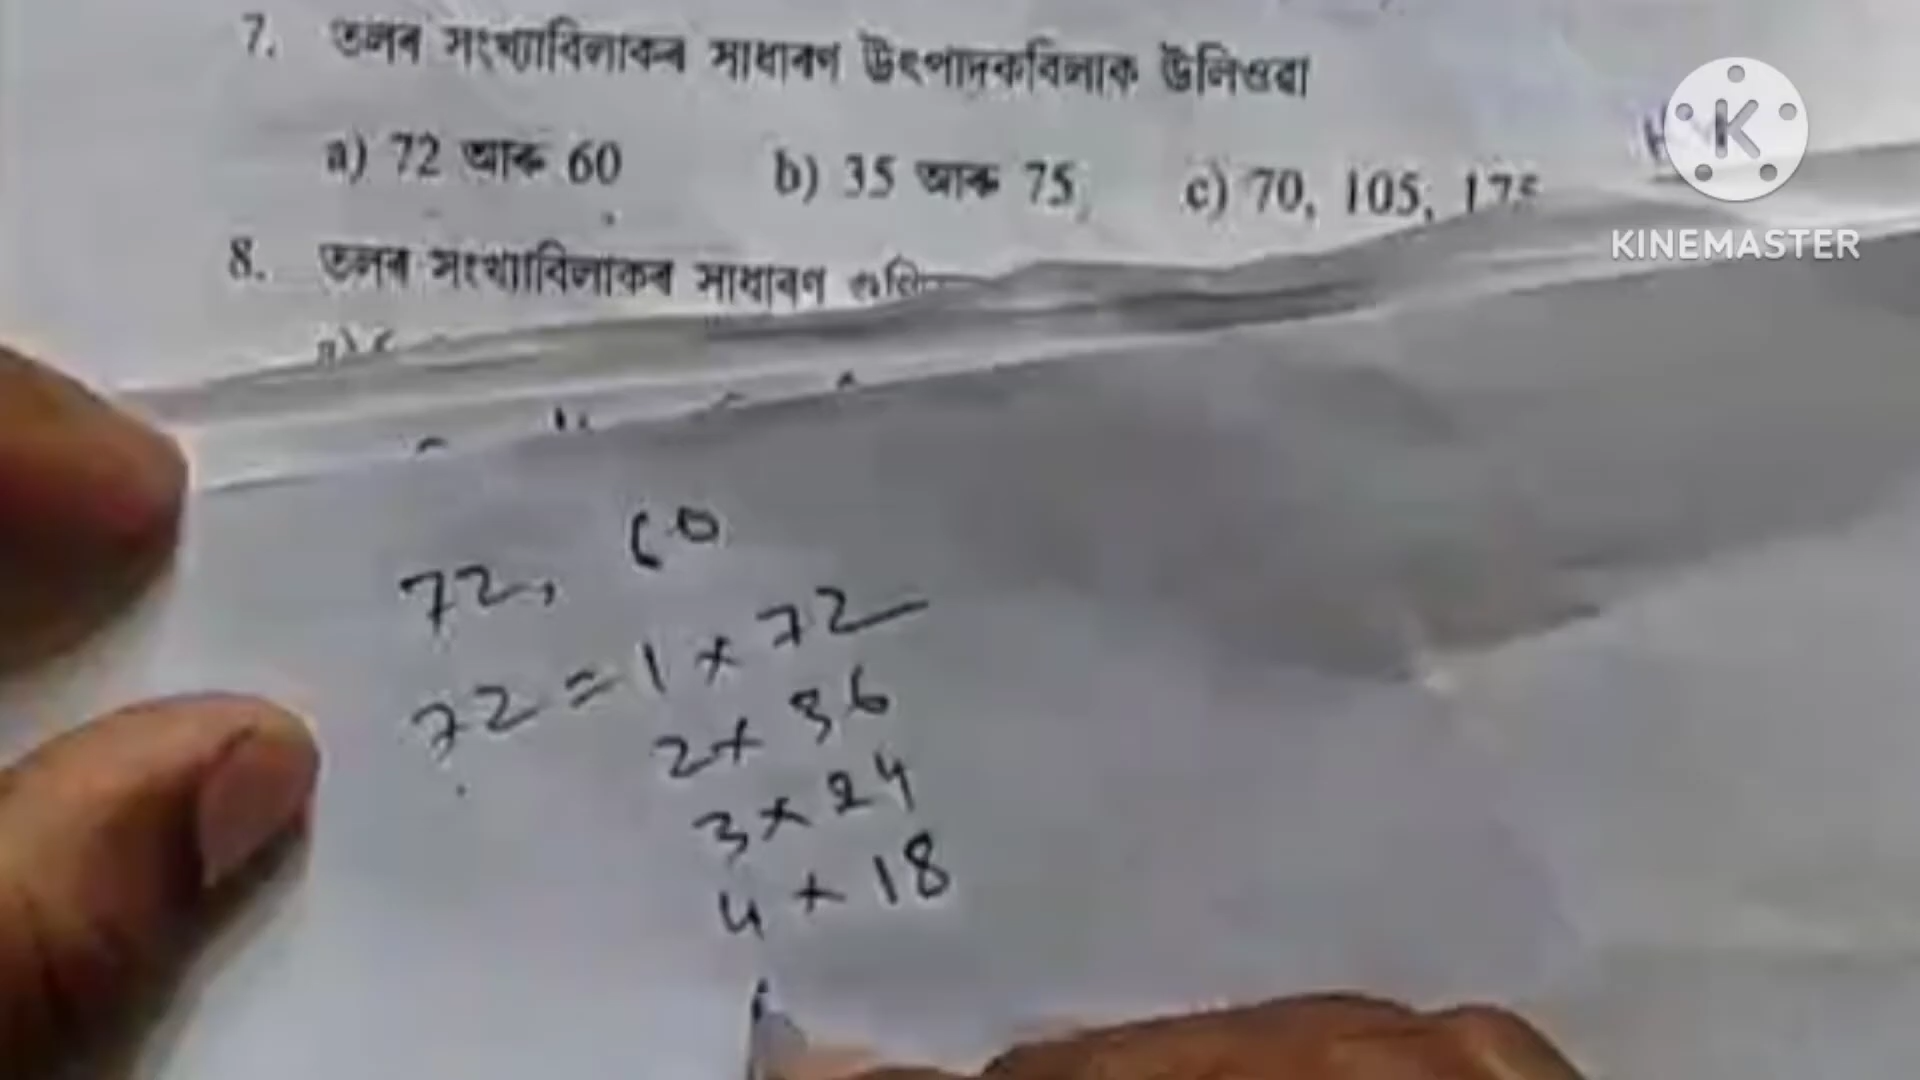 7. তলৰ সংখ্যাবিলাকৰ সাধাৰণ উৎপাদকবিলাক উলিওৱা
a) 72 আৰু 60 b) 35 আৰু 75 c) 70, 105, 175
KINEMASTER
8. তলৰ সংখ্যাবিলাকৰ সাধাৰণ
72, 60
72 = 1 × 72
2 × 36
3 × 24
4 × 18